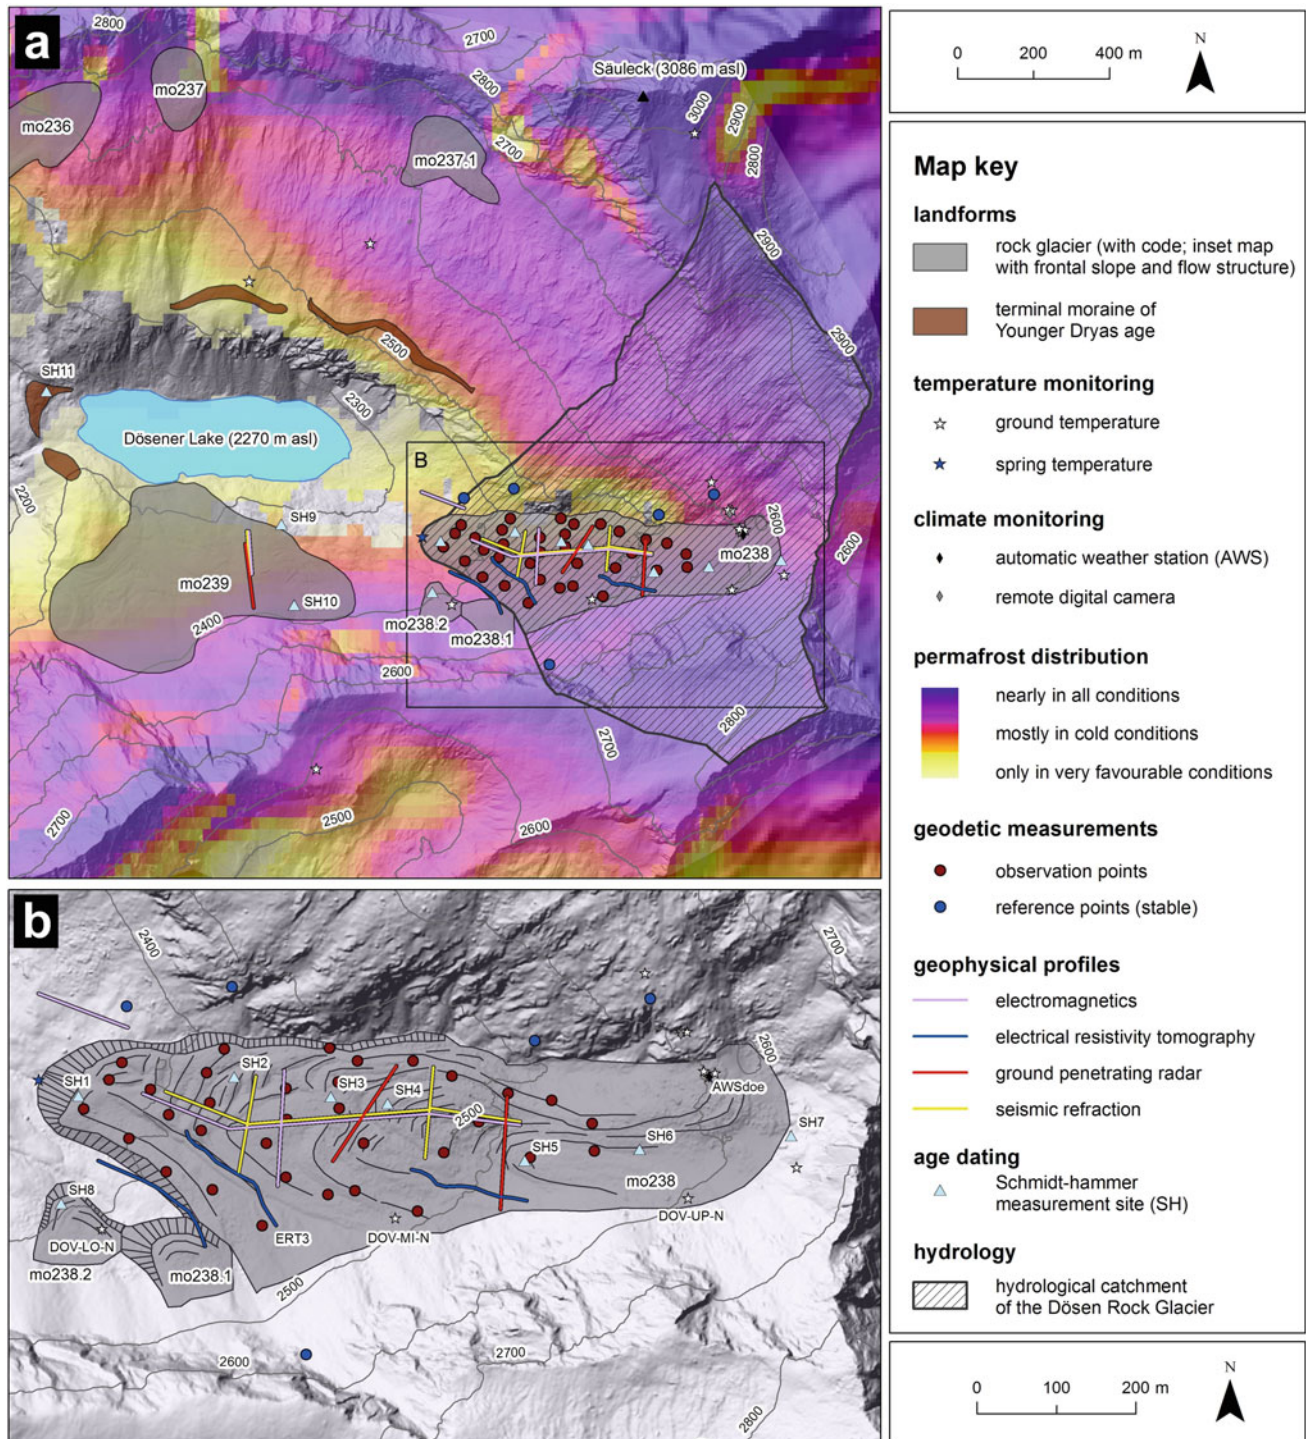 a
2800
2700
Säuleck (3086 m asl)
2800
3000
2900
mo237
mo236
2700
mo237.1
2800
2900
2900
2500
SH11
2300
Dösener Lake (2270 m asl)
B
2200
SH9
2600
mo238
2600
mo239
SH10
2400
mo238.2
mo238.1
2600
2800
2700
2700
2500
2600
b
2400
2700
2600
SH1
SH2
SH3
SH4
AWSdoe
2500
SH7
SH5
SH6
mo238
SH8
DOV-UP-N
DOV-LO-N
ERT3
DOV-MI-N
mo238.2
mo238.1
2500
2600
2700
2800
0 200 400 m
N
Map key
landforms
rock glacier (with code; inset map
with frontal slope and flow structure)
terminal moraine of
Younger Dryas age
temperature monitoring
ground temperature
spring temperature
climate monitoring
automatic weather station (AWS)
remote digital camera
permafrost distribution
nearly in all conditions
mostly in cold conditions
only in very favourable conditions
geodetic measurements
observation points
reference points (stable)
geophysical profiles
electromagnetics
electrical resistivity tomography
ground penetrating radar
seismic refraction
age dating
Schmidt-hammer
measurement site (SH)
hydrology
hydrological catchment
of the Dösen Rock Glacier
N
0 100 200 m